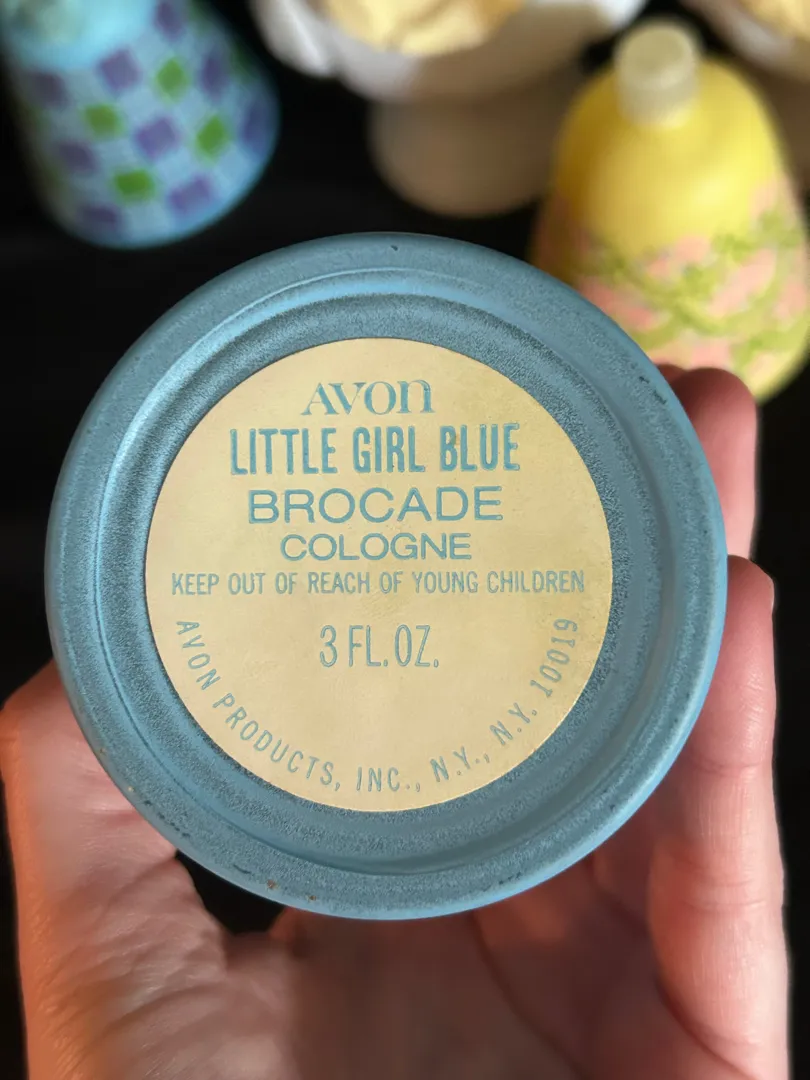 AVON
LITTLE GIRL BLUE
BROCADE
COLOGNE
KEEP OUT OF REACH OF YOUNG CHILDREN
3 FL. OZ.
AVON PRODUCTS, INC., N.Y., N.Y. 10019